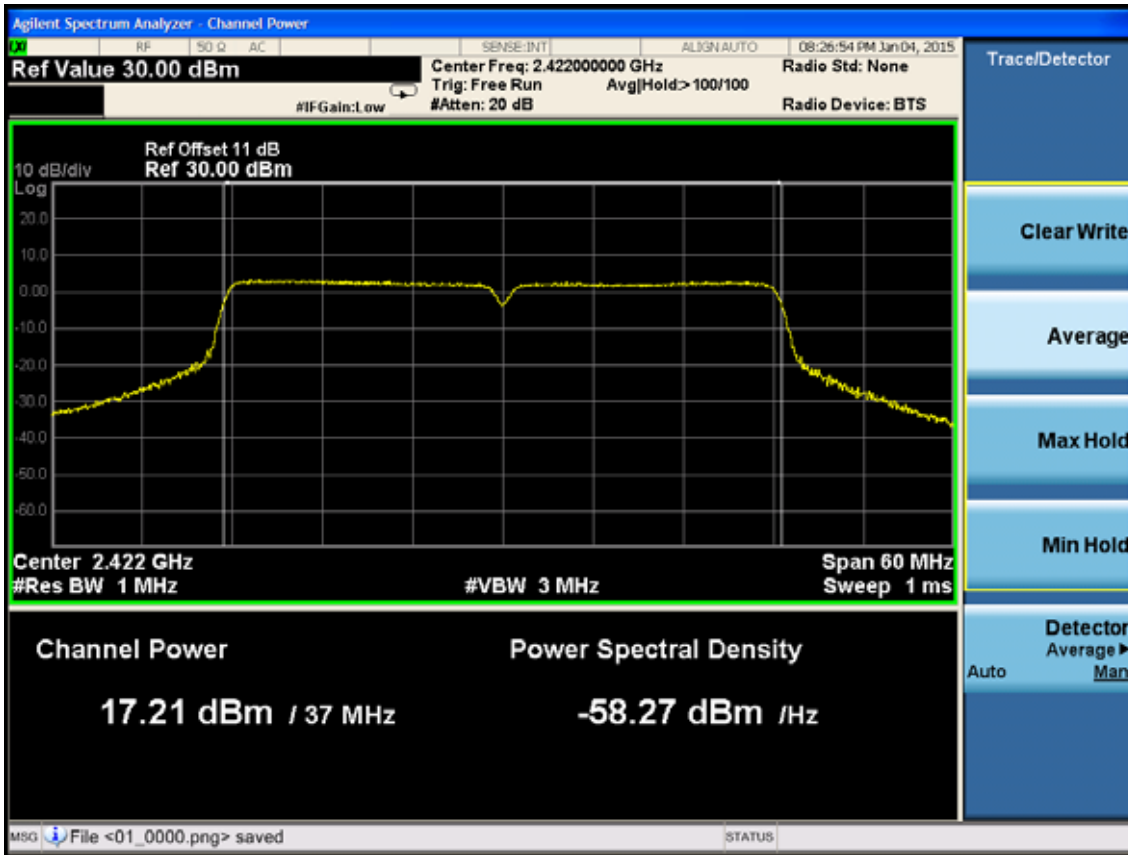 Agilent Spectrum Analyzer - Channel Power
LXI RF 50 Ω AC SENSE:INT ALIGN AUTO 08:26:54 PM Jan 04, 2015
Ref Value 30.00 dBm
Center Freq: 2.422000000 GHz
Radio Std: None
Trig: Free Run Avg|Hold:> 100/100
#IFGain:Low
#Atten: 20 dB
Radio Device: BTS
Ref Offset 11 dB
10 dB/div Ref 30.00 dBm
Log
20.0
10.0
0.00
-10.0
-20.0
-30.0
-40.0
-50.0
-60.0
Center 2.422 GHz Span 60 MHz
#Res BW 1 MHz #VBW 3 MHz Sweep 1 ms
Channel Power Power Spectral Density
17.21 dBm / 37 MHz -58.27 dBm /Hz
MSG File <01_0000.png> saved STATUS
Trace/Detector
Clear Write
Average
Max Hold
Min Hold
Detector
Average
Auto Man